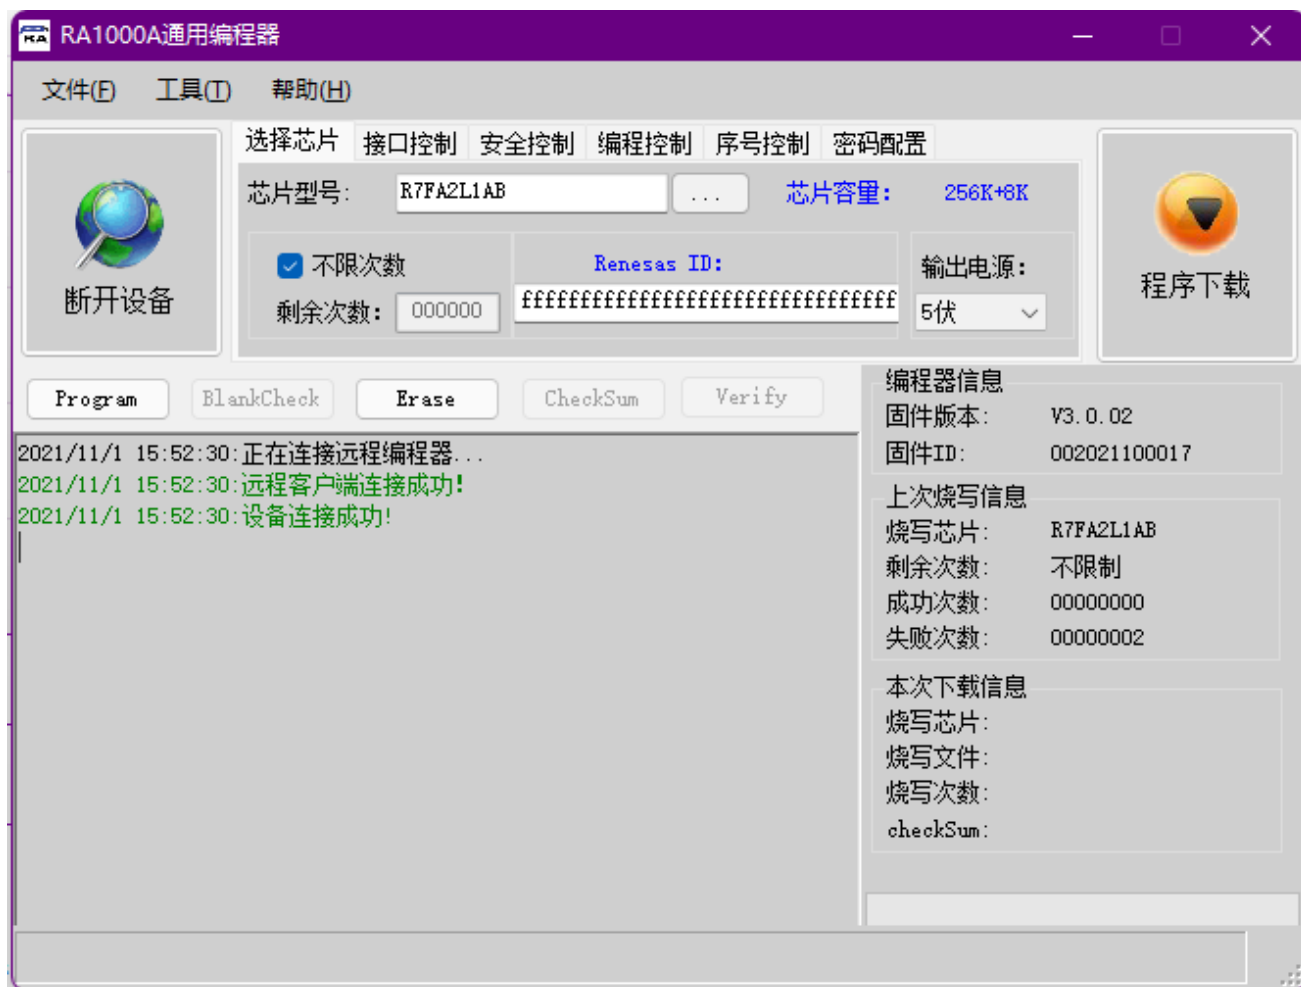 RA RA1000A通用编程器
文件(F) 工具(T) 帮助(H)
断开设备
选择芯片 接口控制 安全控制 编程控制 序号控制 密码配置
芯片型号: R7FA2L1AB ... 芯片容量: 256K+8K
不限次数
剩余次数: 000000
Renesas ID:
ffffffffffffffffffffffffffffffff
输出电源:
5伏
程序下载
Program BlankCheck Erase CheckSum Verify
2021/11/1 15:52:30:正在连接远程编程器...
2021/11/1 15:52:30:远程客户端连接成功!
2021/11/1 15:52:30:设备连接成功!
编程器信息
固件版本: V3.0.02
固件ID: 002021100017
上次烧写信息
烧写芯片: R7FA2L1AB
剩余次数: 不限制
成功次数: 00000000
失败次数: 00000002
本次下载信息
烧写芯片:
烧写文件:
烧写次数:
checkSum: